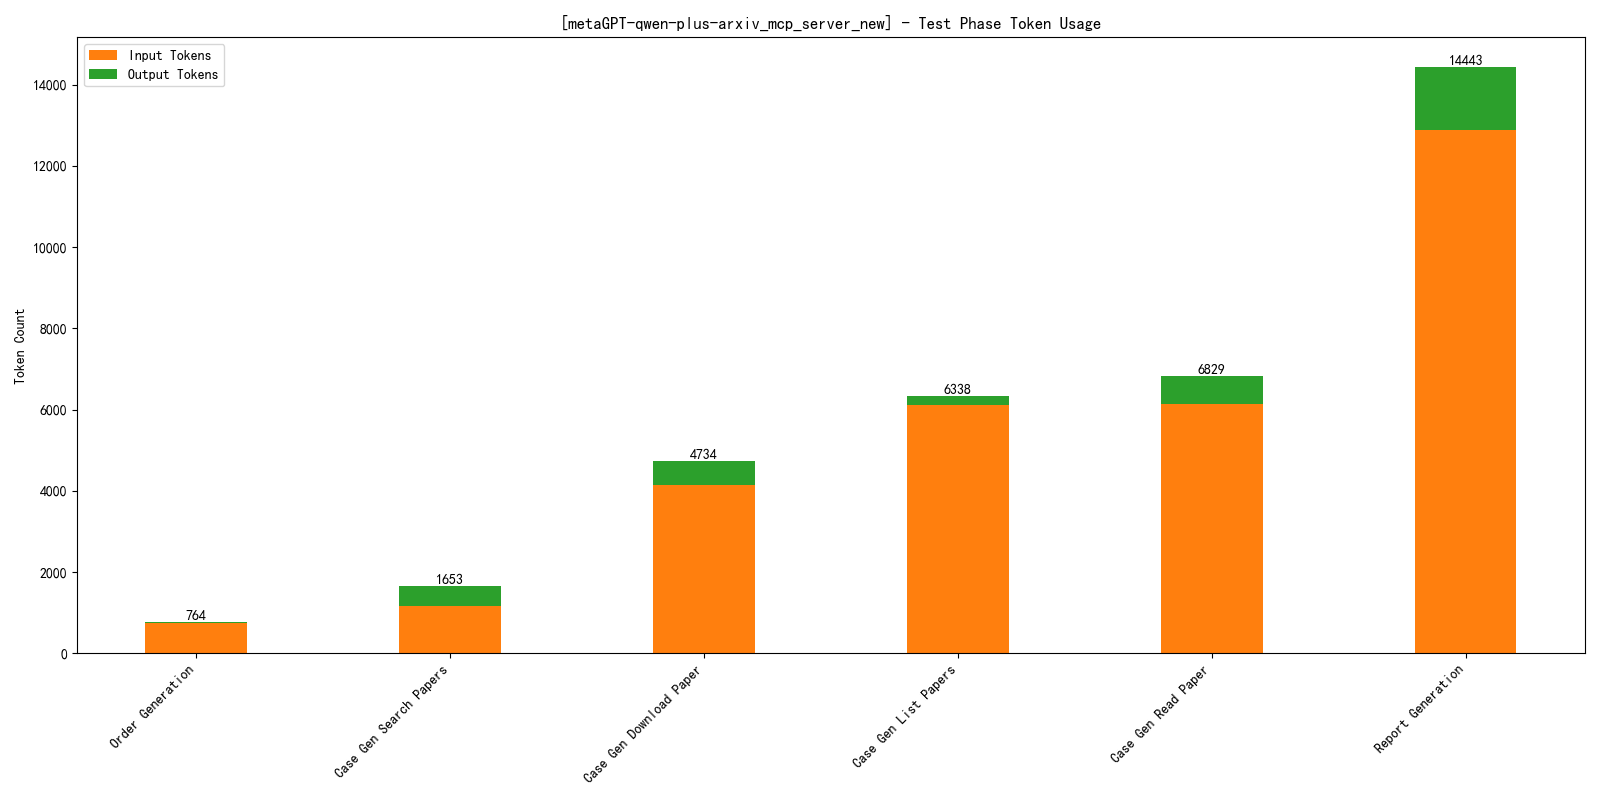 [metaGPT-qwen-plus-arxiv_mcp_server_new] - Test Phase Token Usage
Input Tokens
Output Tokens
Token Count
14000
12000
10000
8000
6000
4000
2000
0
764
1653
4734
6338
6829
14443
Order Generation
Case Gen Search Papers
Case Gen Download Paper
Case Gen List Papers
Case Gen Read Paper
Report Generation